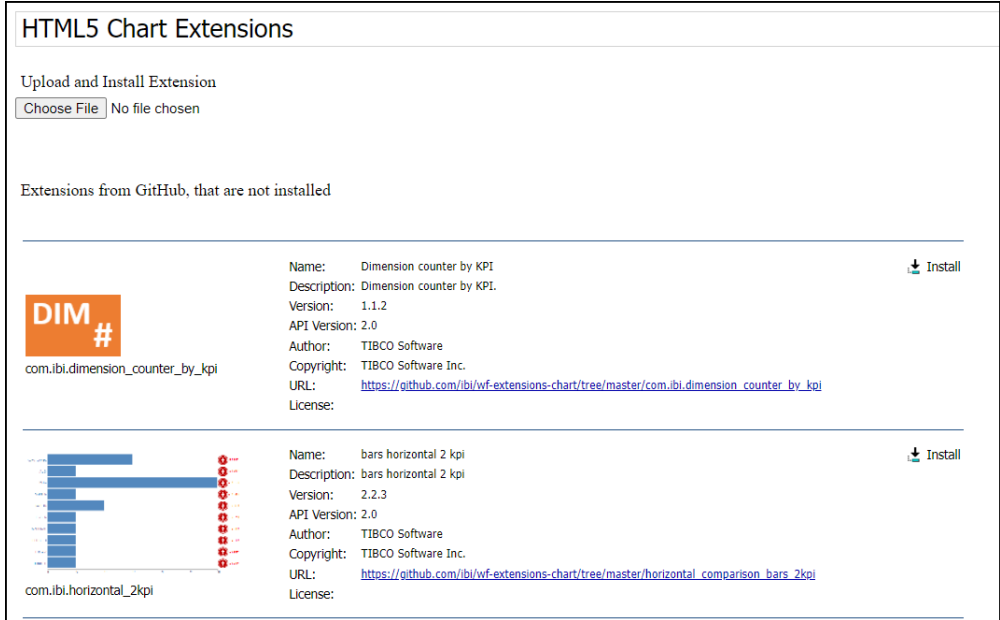 HTML5 Chart Extensions
Upload and Install Extension
Choose File No file chosen
Extensions from GitHub, that are not installed
DIM
#
com.ibi.dimension_counter_by_kpi
Name: Dimension counter by KPI
Description: Dimension counter by KPI.
Version: 1.1.2
API Version: 2.0
Author: TIBCO Software
Copyright: TIBCO Software Inc.
URL: https://github.com/ibi/wf-extensions-chart/tree/master/com.ibi.dimension_counter_by_kpi
License:
Install
com.ibi.horizontal_2kpi
Name: bars horizontal 2 kpi
Description: bars horizontal 2 kpi
Version: 2.2.3
API Version: 2.0
Author: TIBCO Software
Copyright: TIBCO Software Inc.
URL: https://github.com/ibi/wf-extensions-chart/tree/master/horizontal_comparison_bars_2kpi
License:
Install